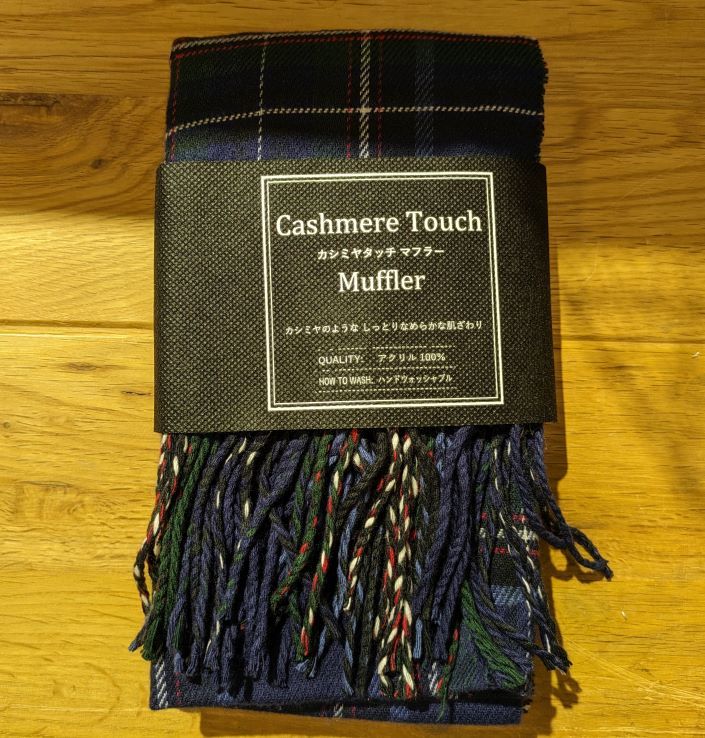 Cashmere Touch
カシミヤタッチ マフラー
Muffler
カシミヤのような しっとりなめらかな肌ざわり
QUALITY: アクリル 100%
HOW TO WASH: ハンドウォッシャブル